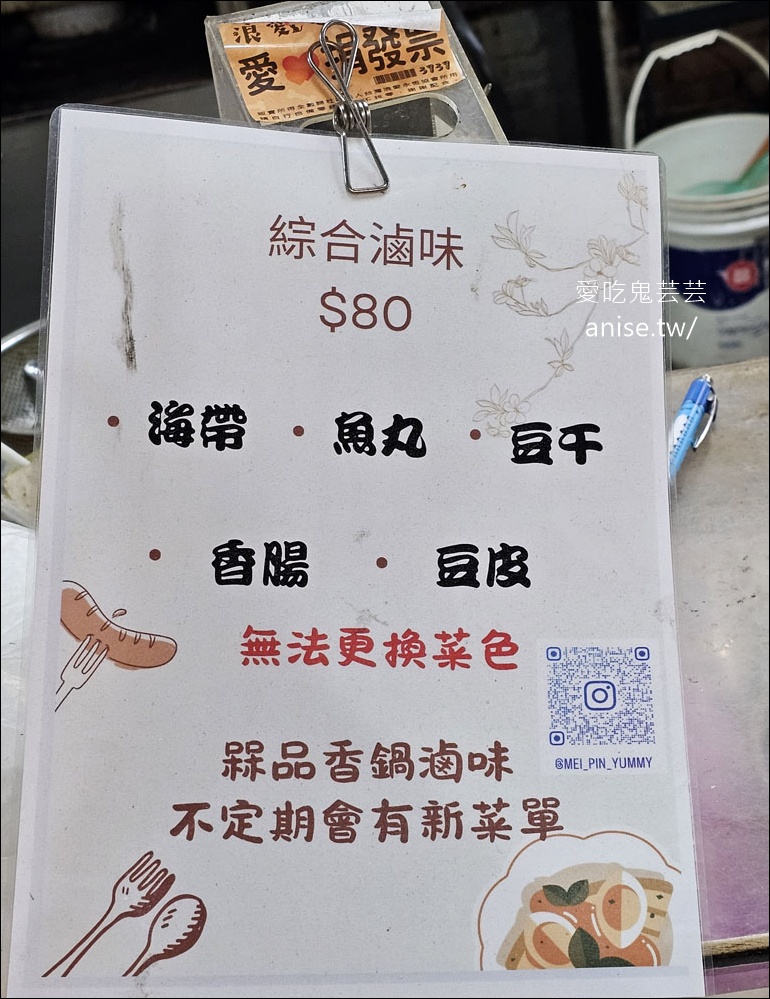 浪
愛 捐發票
3939
綜合滷味
$80
愛吃鬼芸芸
anise.tw/
• 海帶 • 魚丸 • 豆干
• 香腸 • 豆皮
無法更換菜色
@MEI_PIN_YUMMY
槑品香鍋滷味
不定期會有新菜單